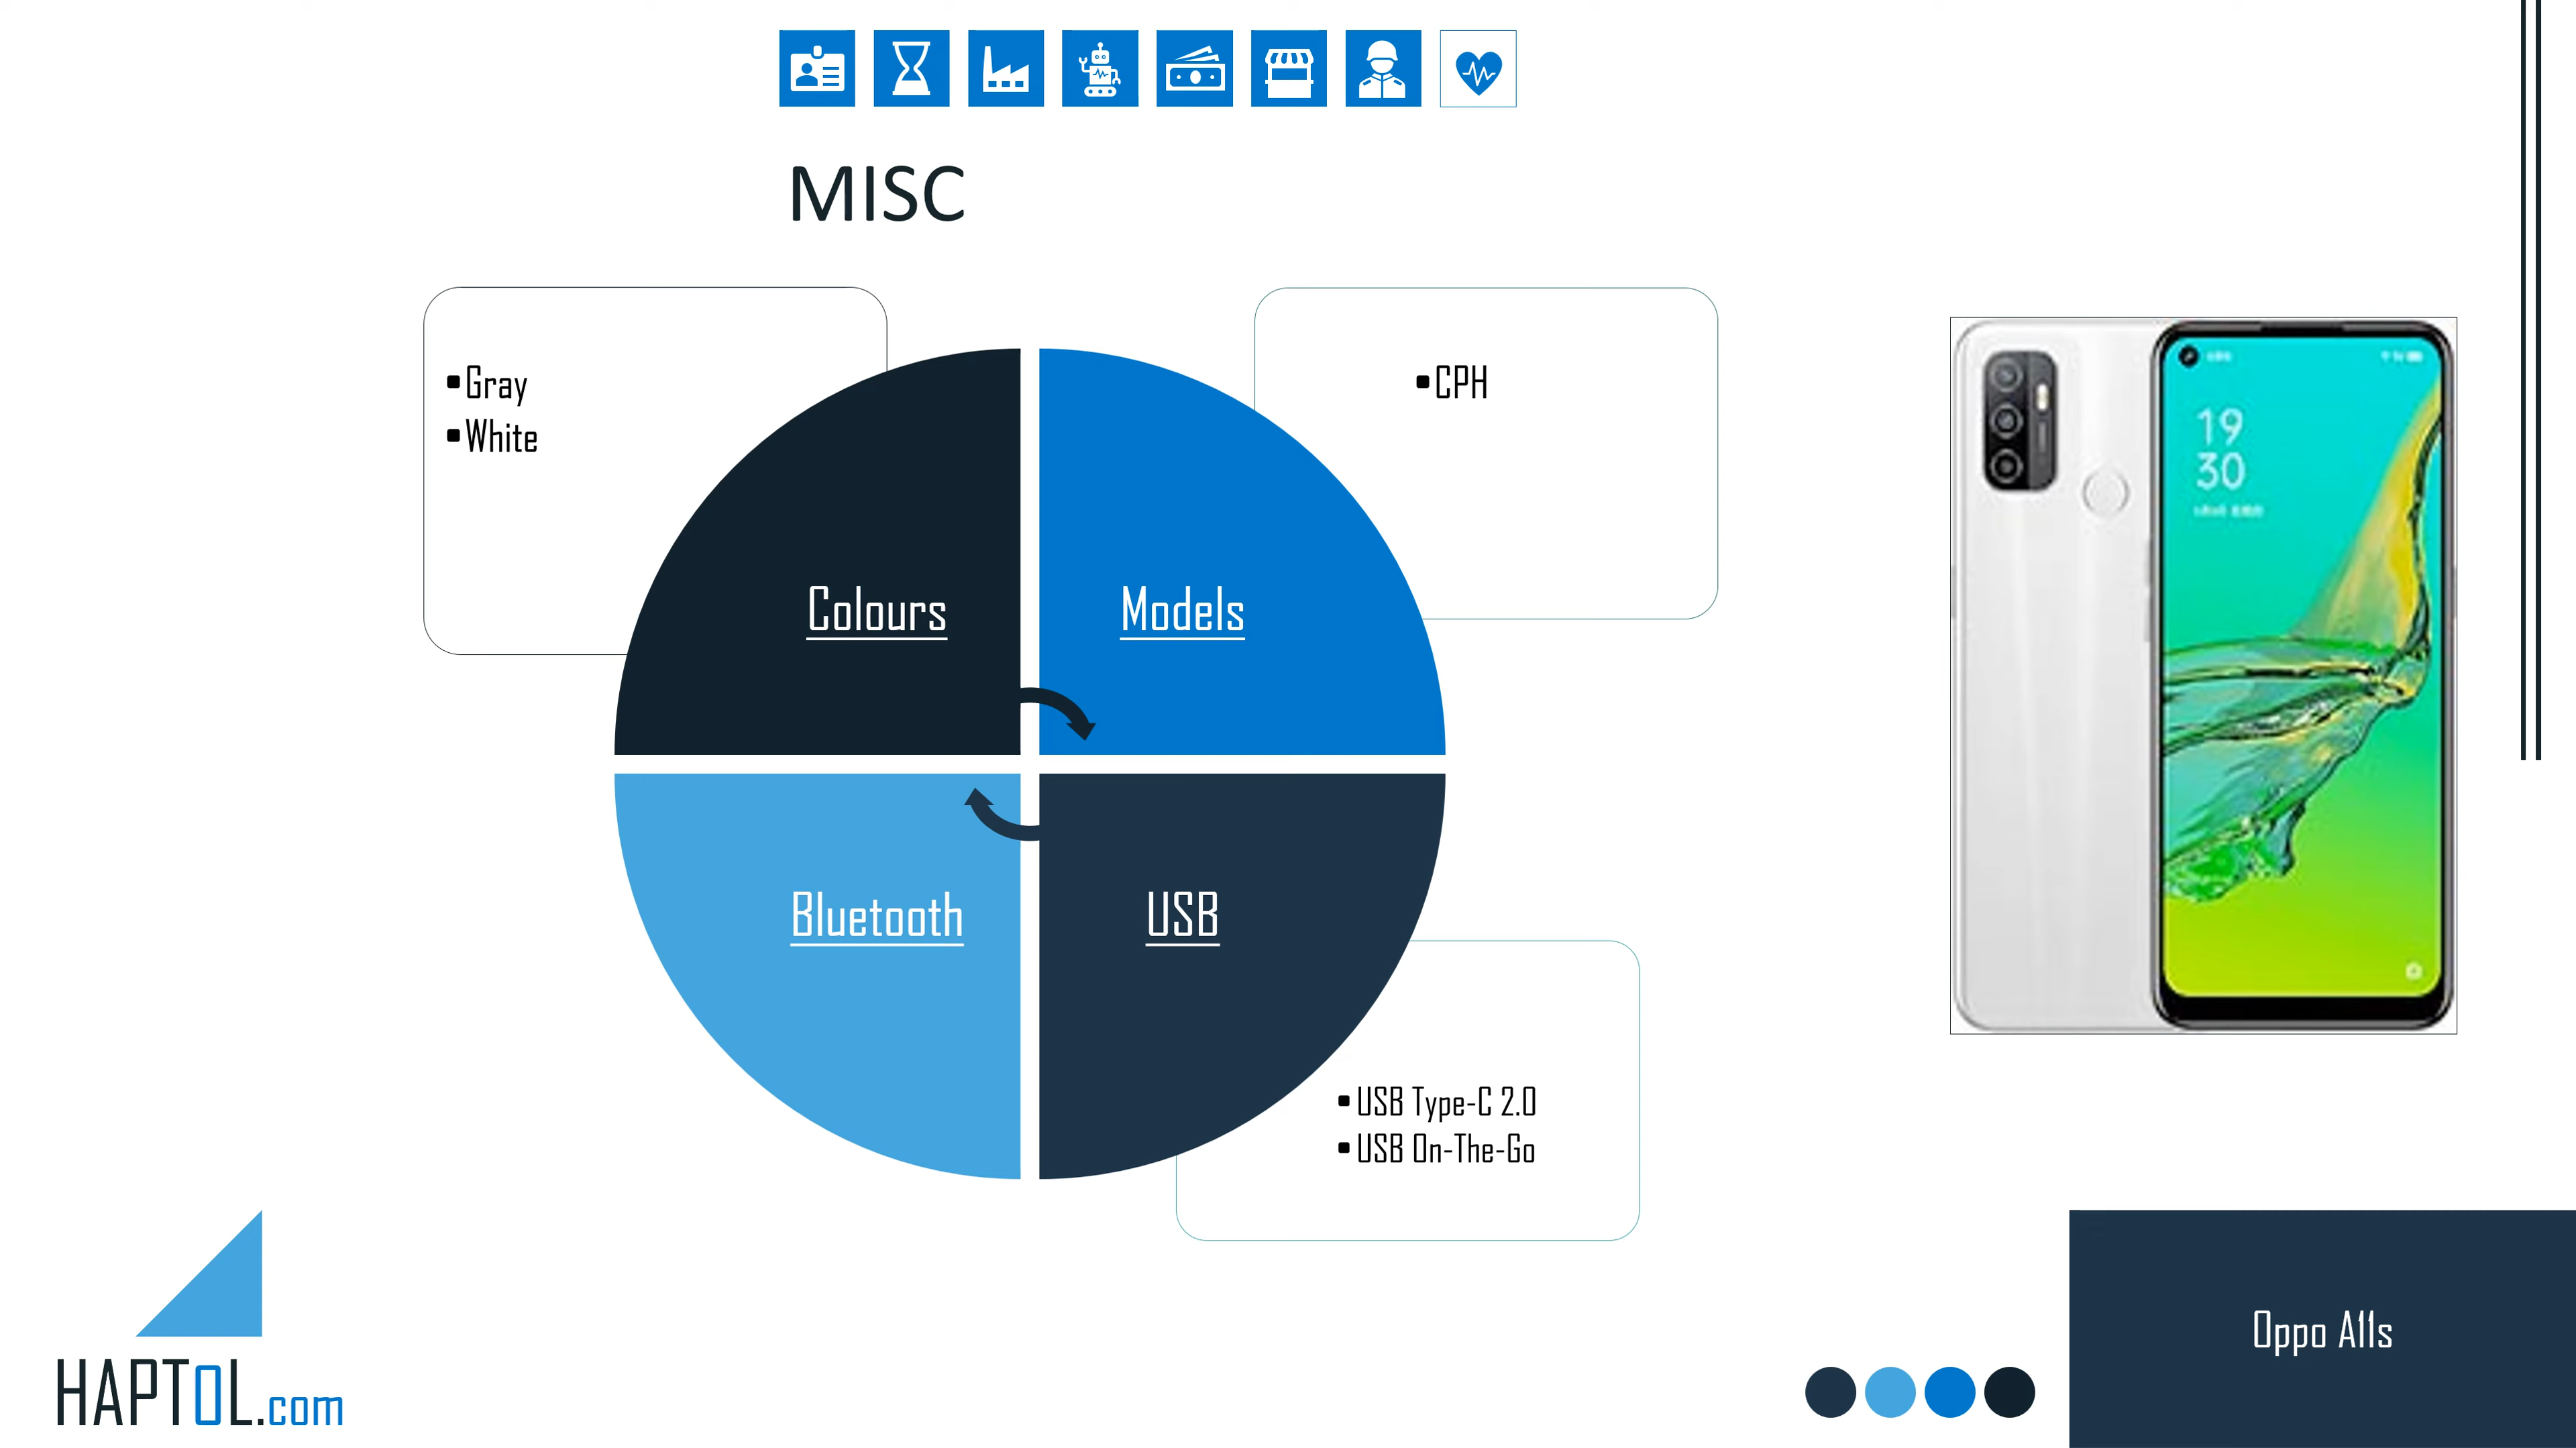 MISC
Gray
White
CPH
Colours
Models
Bluetooth
USB
USB Type-C 2.0
USB On-The-Go
19
30
Oppo A11s
HAPTOL.com